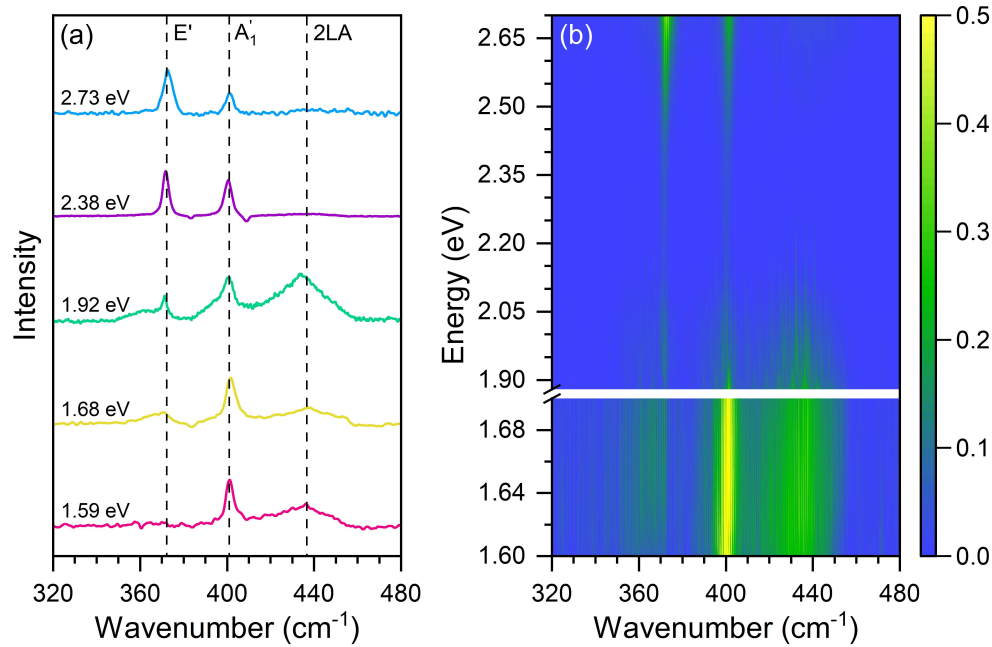 (a)
E'
A'₁
2LA
2.73 eV
2.38 eV
1.92 eV
1.68 eV
1.59 eV
Intensity
320
400
440
480
360
Wavenumber (cm⁻¹)
(b)
2.65
2.50
2.35
2.20
2.05
1.90
1.68
1.64
1.60
Energy (eV)
320
360
400
440
480
Wavenumber (cm⁻¹)
0.5
0.4
0.3
0.2
0.1
0.0